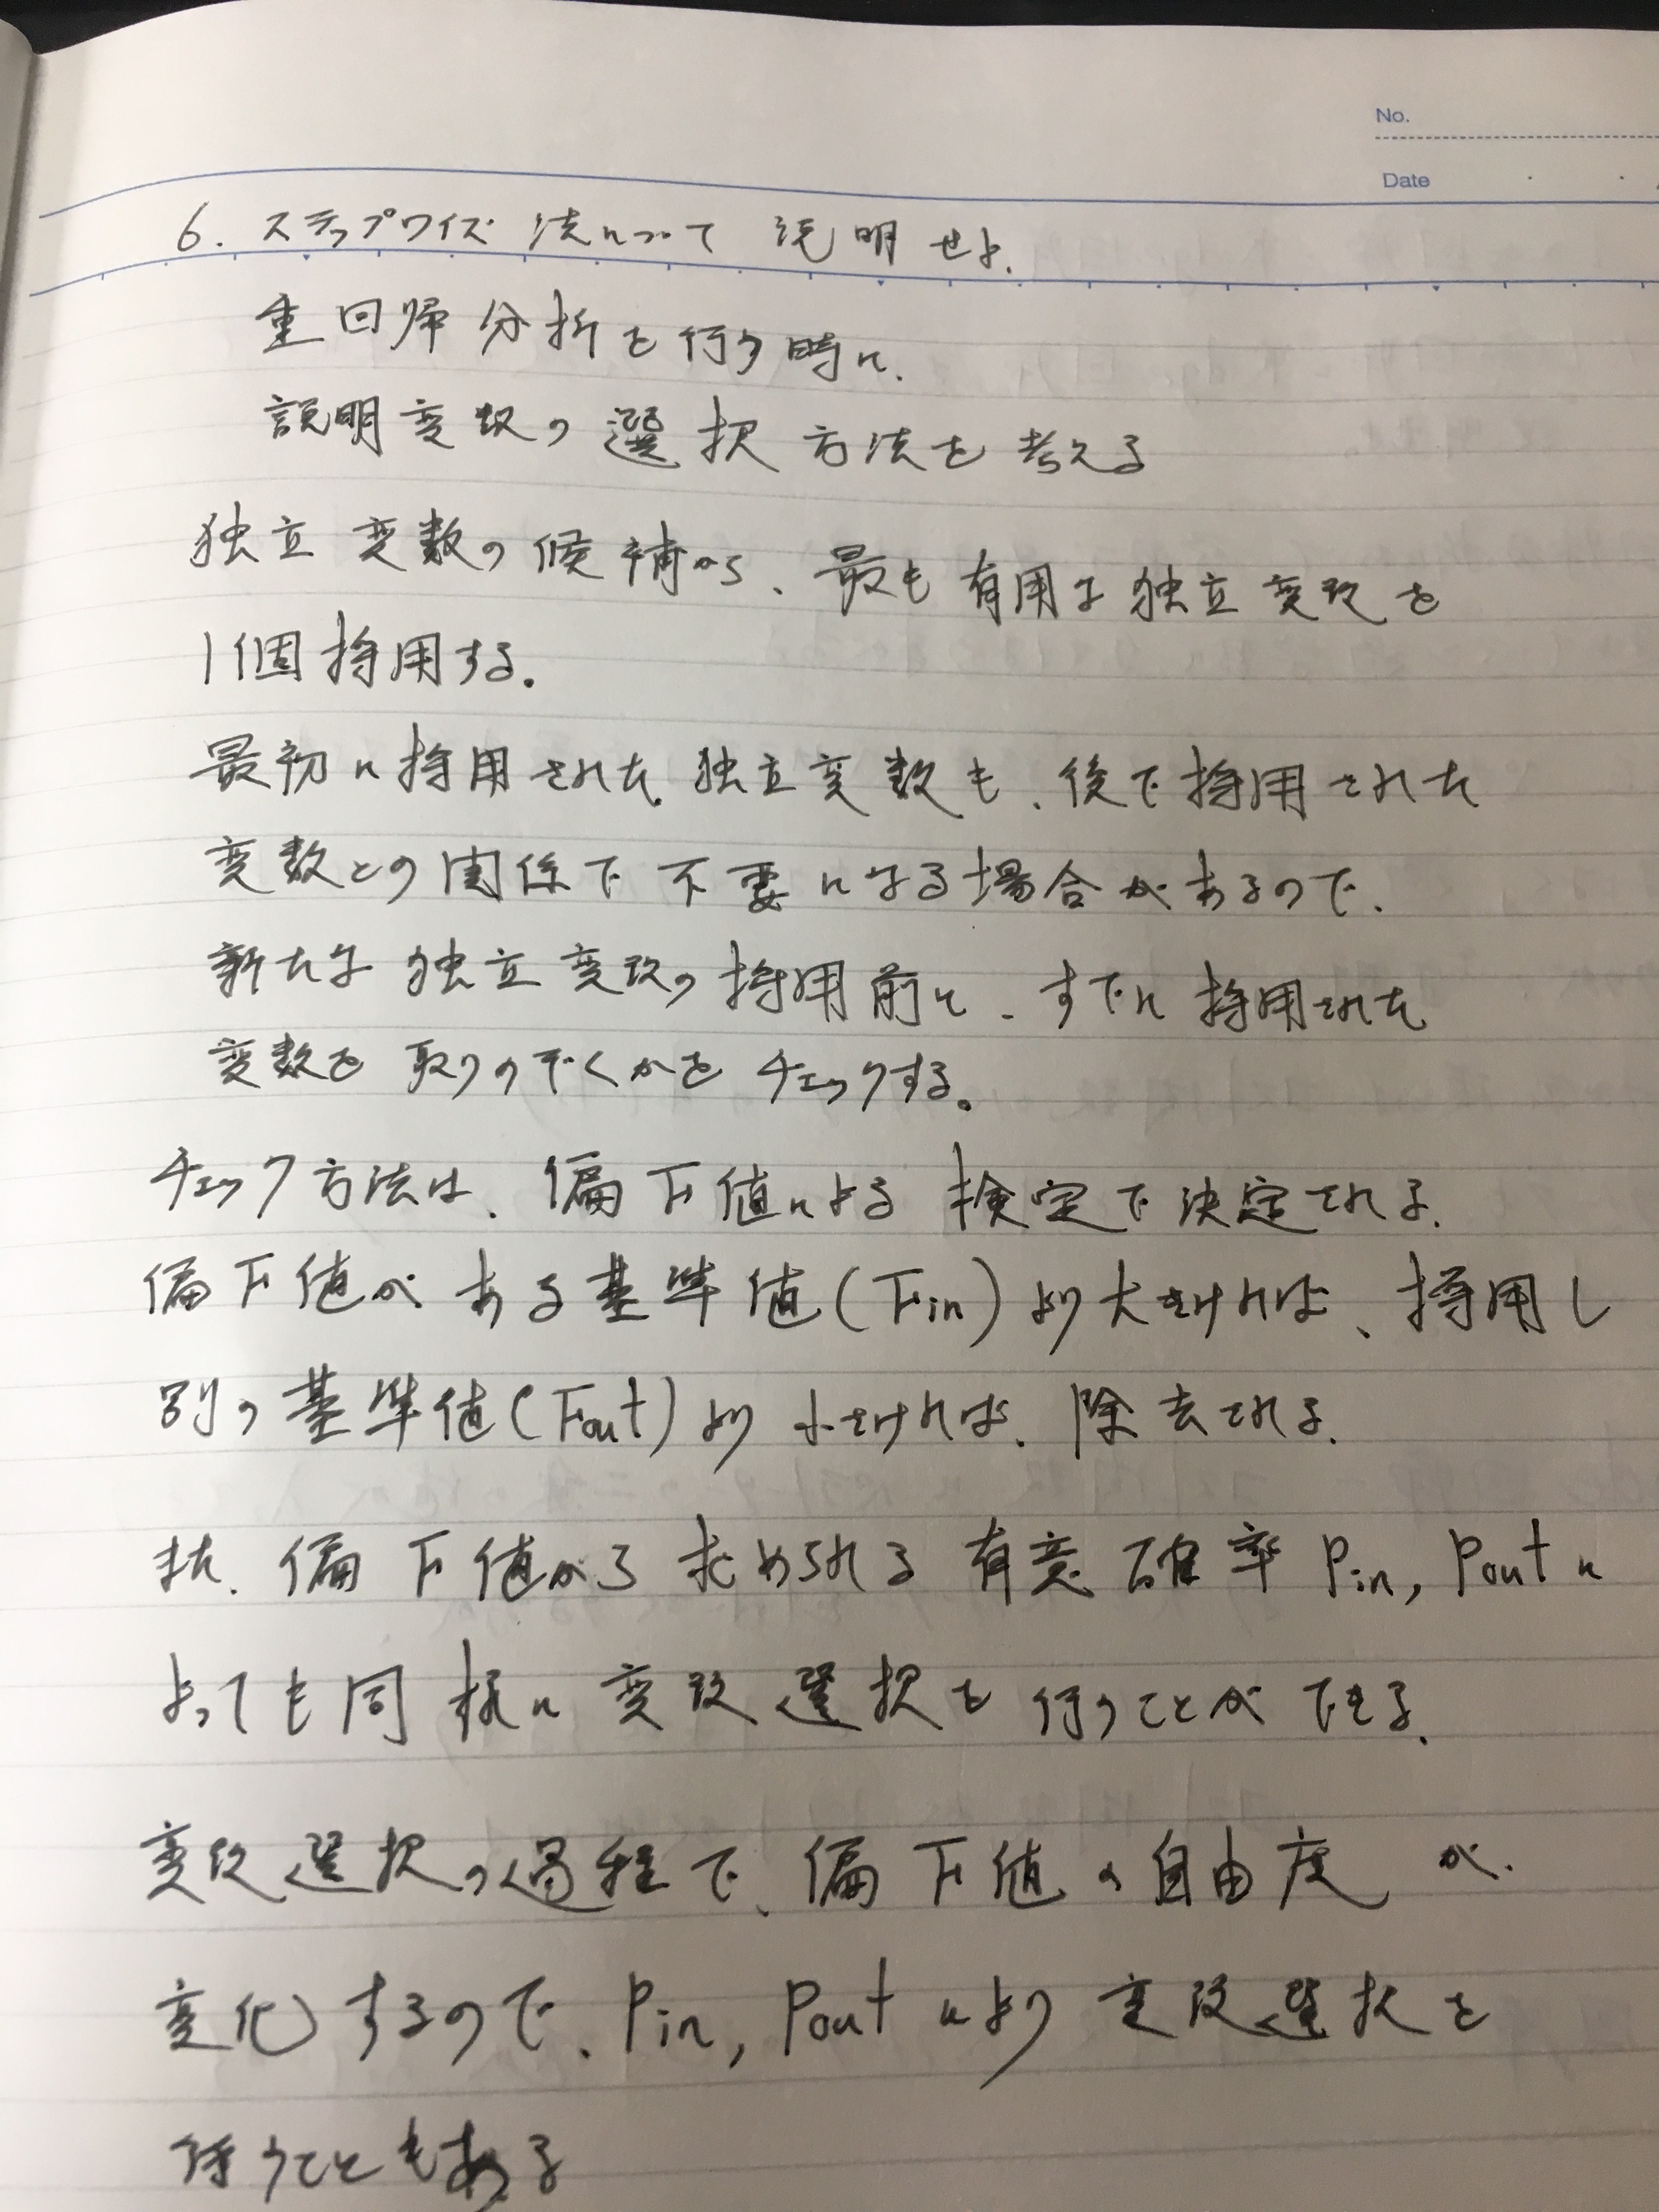 No.
Date
6. ステップワイズ 法について 説明せよ.
重回帰分析を行う時に.
説明変数の選択方法を考える
独立変数の候補から、最も有用な独立変数を
1個採用する。
最初に採用された独立変数も、後で採用された
変数との関係で不要になる場合があるので、
新たな独立変数の採用前に、すでに採用された
変数を取りのぞくかをチェックする。
チェック方法は、偏F値による検定で決定される.
偏F値がある基準値(Fin)より大きければ、採用し
別の基準値(Fout)より小さければ、除去される.
また、偏F値から求められる有意確率 Pin, Pout に
よっても同様に変数選択を行うことができる.
変数選択の過程で、偏F値の自由度が、
変化するので、Pin, Pout により変数選択を
行うこともある